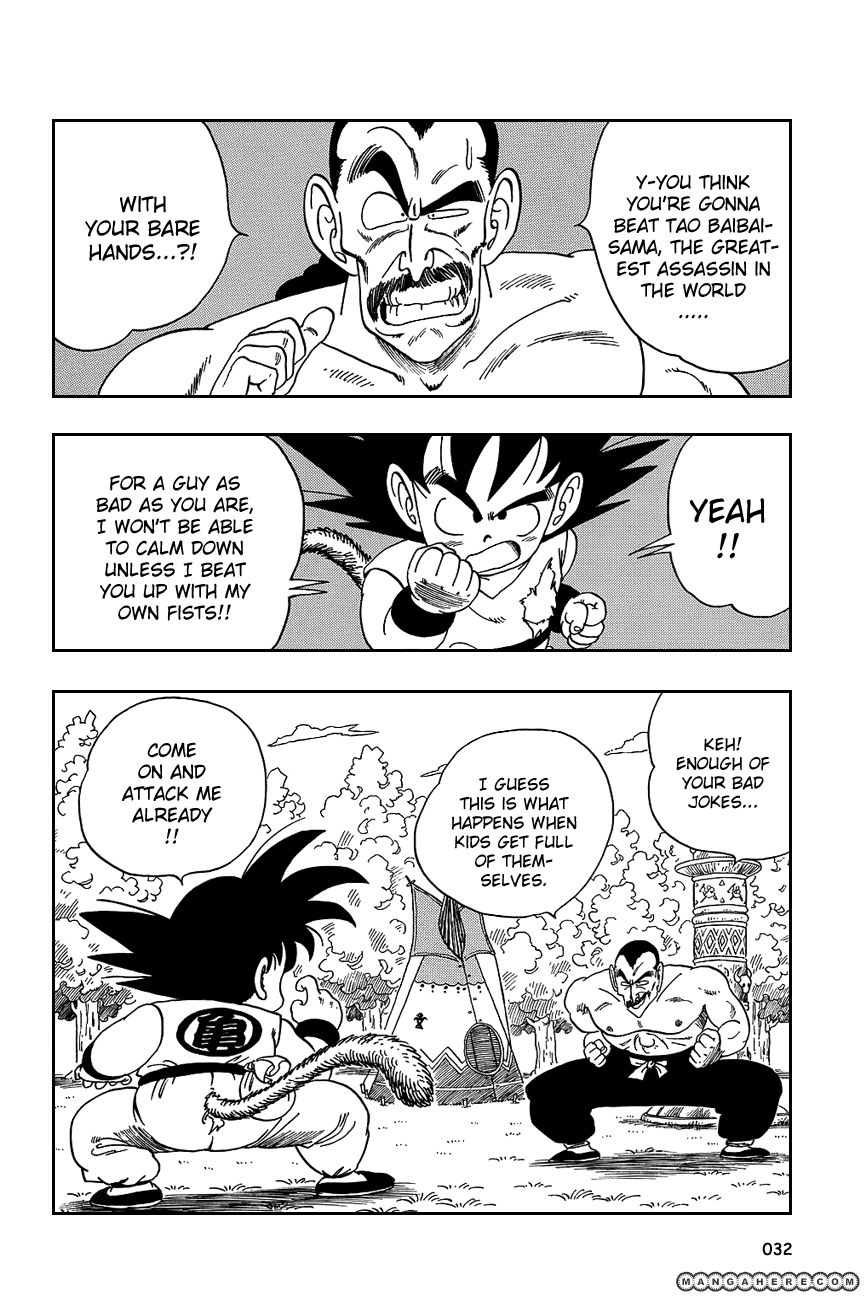 Y-YOU THINK
YOU'RE GONNA
BEAT TAO BAIBAI-
SAMA, THE GREAT-
EST ASSASSIN IN
THE WORLD
.....
WITH
YOUR BARE
HANDS...?!
YEAH
!!
FOR A GUY AS
BAD AS YOU ARE,
I WON'T BE ABLE
TO CALM DOWN
UNLESS I BEAT
YOU UP WITH MY
OWN FISTS!!
KEH!
ENOUGH OF
YOUR BAD
JOKES...
I GUESS
THIS IS WHAT
HAPPENS WHEN
KIDS GET FULL
OF THEM-
SELVES.
COME
ON AND
ATTACK ME
ALREADY
!!
亀
032
MANGAHERE.COM